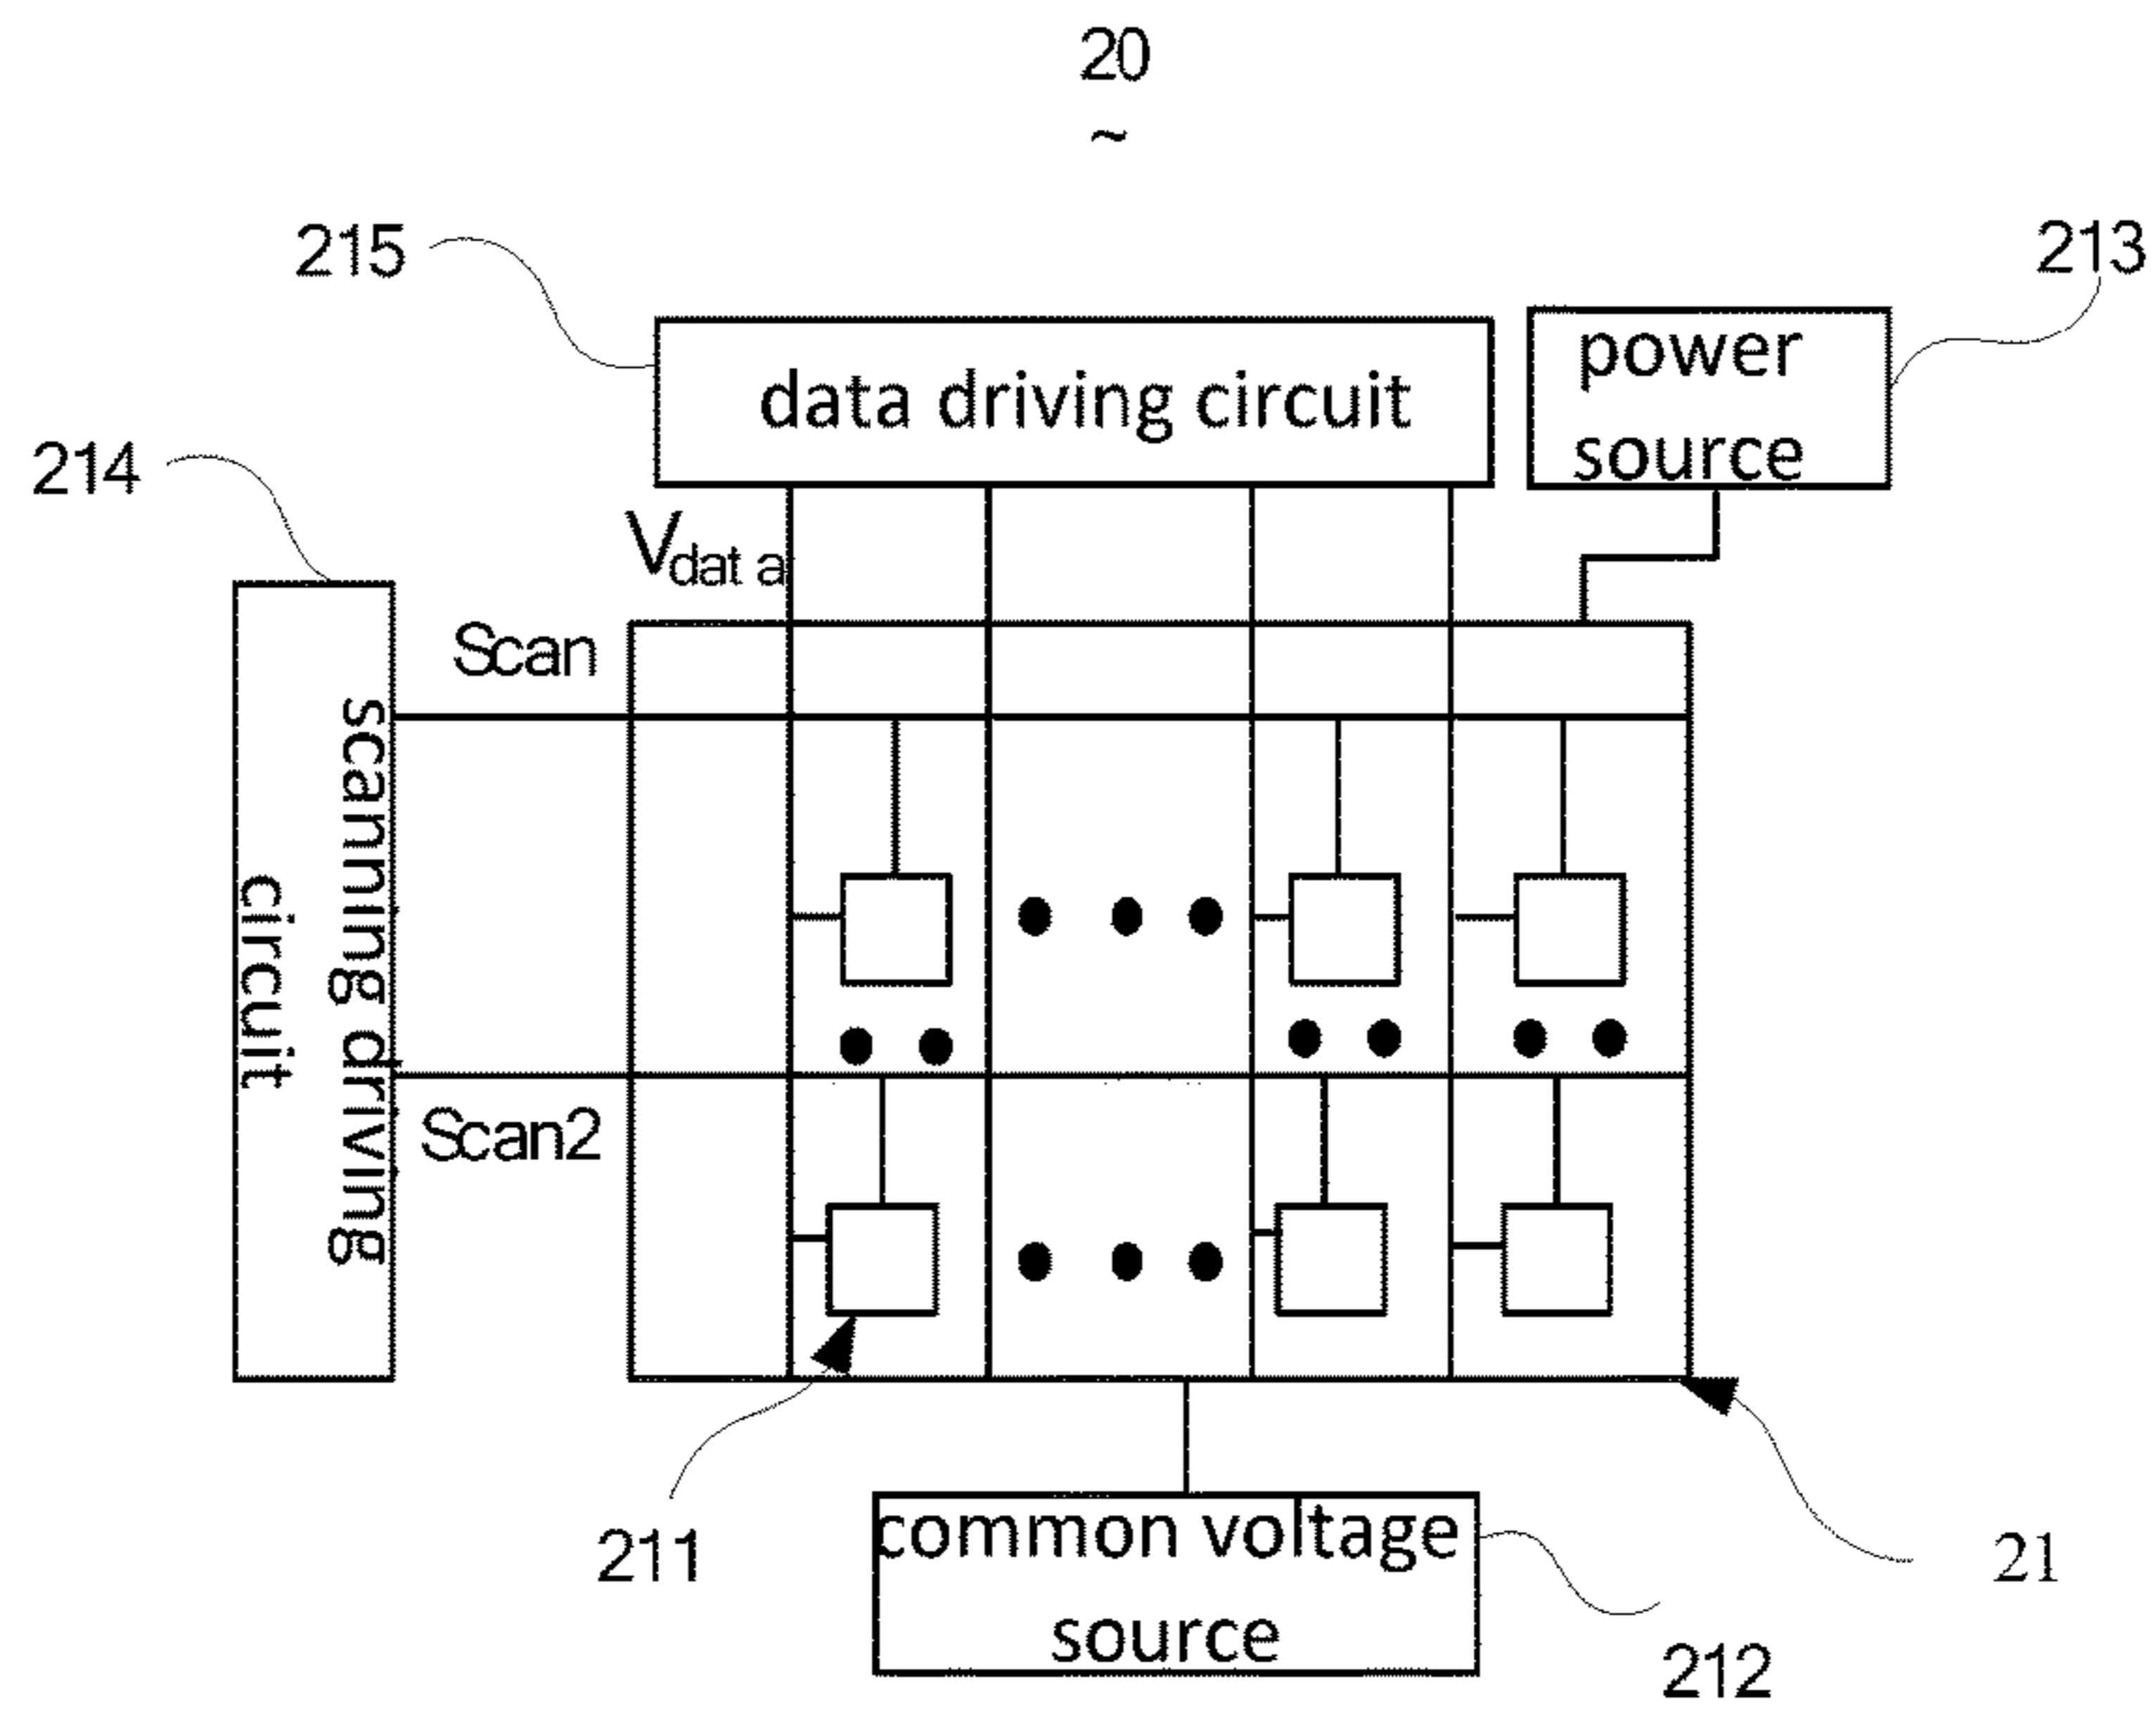 20
~
215
213
data driving circuit
power
source
214
Vdat a
Scan
scanning driving
circuit
Scan2
211
common voltage
source
21
212